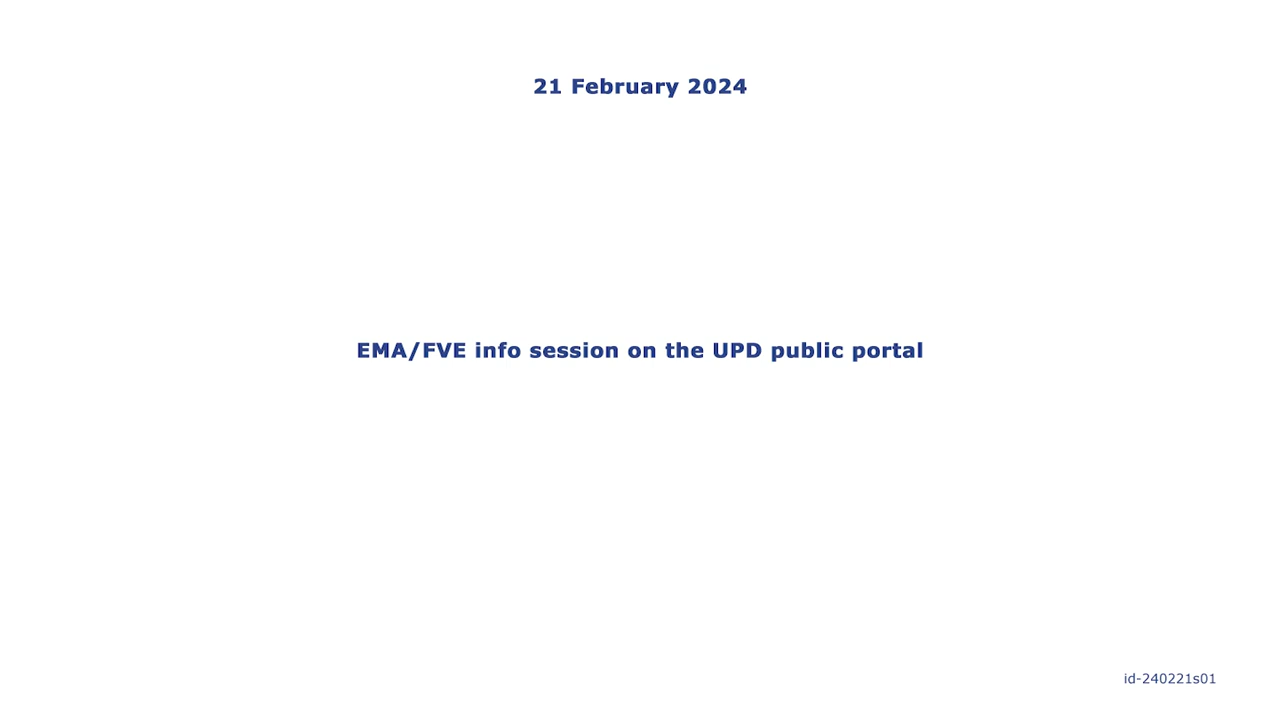 21 February 2024
EMA/FVE info session on the UPD public portal
id-240221s01